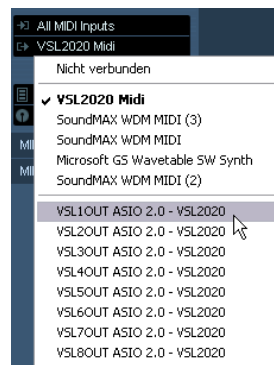 All MIDI Inputs
VSL2020 Midi
Nicht verbunden
VSL2020 Midi
SoundMAX WDM MIDI (3)
SoundMAX WDM MIDI
Microsoft GS Wavetable SW Synth
SoundMAX WDM MIDI (2)
VSL1OUT ASIO 2.0 - VSL2020
VSL2OUT ASIO 2.0 - VSL2020
VSL3OUT ASIO 2.0 - VSL2020
VSL4OUT ASIO 2.0 - VSL2020
VSL5OUT ASIO 2.0 - VSL2020
VSL6OUT ASIO 2.0 - VSL2020
VSL7OUT ASIO 2.0 - VSL2020
VSL8OUT ASIO 2.0 - VSL2020